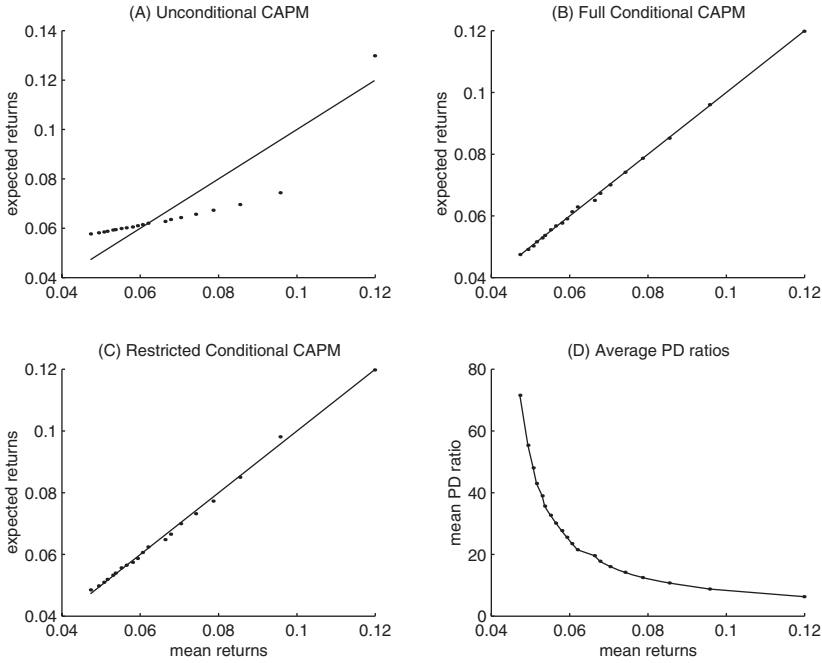 (A) Unconditional CAPM
expected returns
0.14
0.12
0.1
0.08
0.06
0.04
0.04 0.06 0.08 0.1 0.12
(B) Full Conditional CAPM
expected returns
0.12
0.1
0.08
0.06
0.04
0.04 0.06 0.08 0.1 0.12
(C) Restricted Conditional CAPM
expected returns
0.12
0.1
0.08
0.06
0.04
0.04 0.06 0.08 0.1 0.12
mean returns
(D) Average PD ratios
mean PD ratio
80
60
40
20
0
0.04 0.06 0.08 0.1 0.12
mean returns